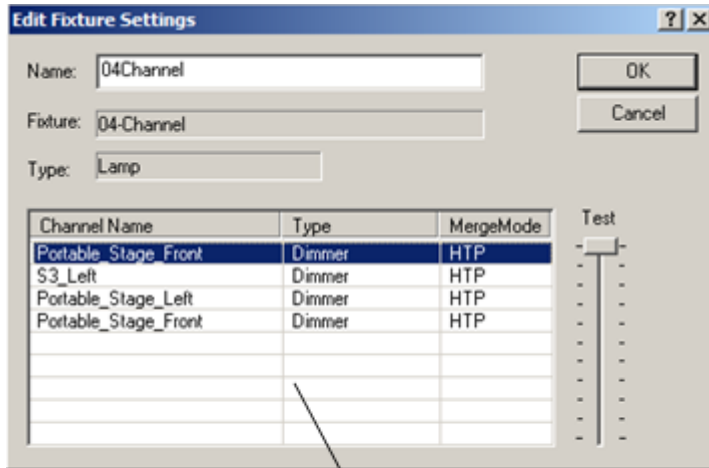 Edit Fixture Settings
Name: 04Channel
OK
Cancel
Fixture: 04-Channel
Type: Lamp
Channel Name Type MergeMode Test
Portable_Stage_Front Dimmer HTP
S3_Left Dimmer HTP
Portable_Stage_Left Dimmer HTP
Portable_Stage_Front Dimmer HTP